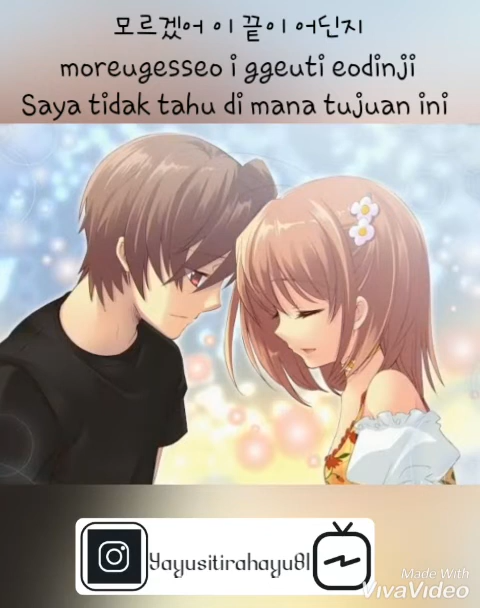 모르겠어 이 끝이 어딘지
moreugesseo i ggeuti eodinji
Saya tidak tahu di mana tujuan ini
Yayusitirahayu81
Made With
VivaVideo